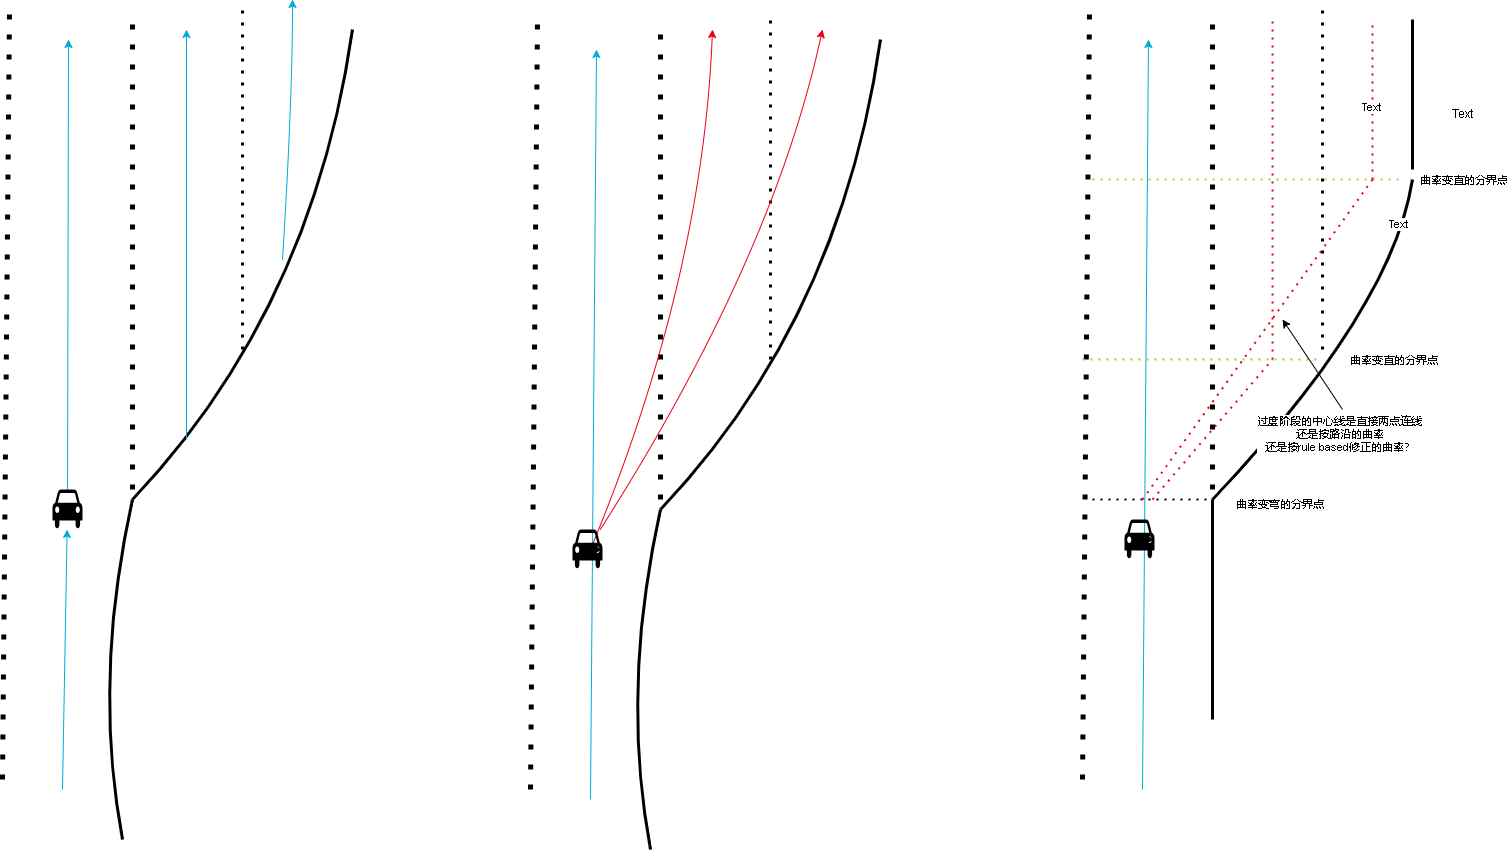 Text
Text
曲率变直的分界点
Text
曲率变直的分界点
过度阶段的中心线是直接两点连线
还是按路沿的曲率
还是按rule based修正的曲率?
曲率变弯的分界点